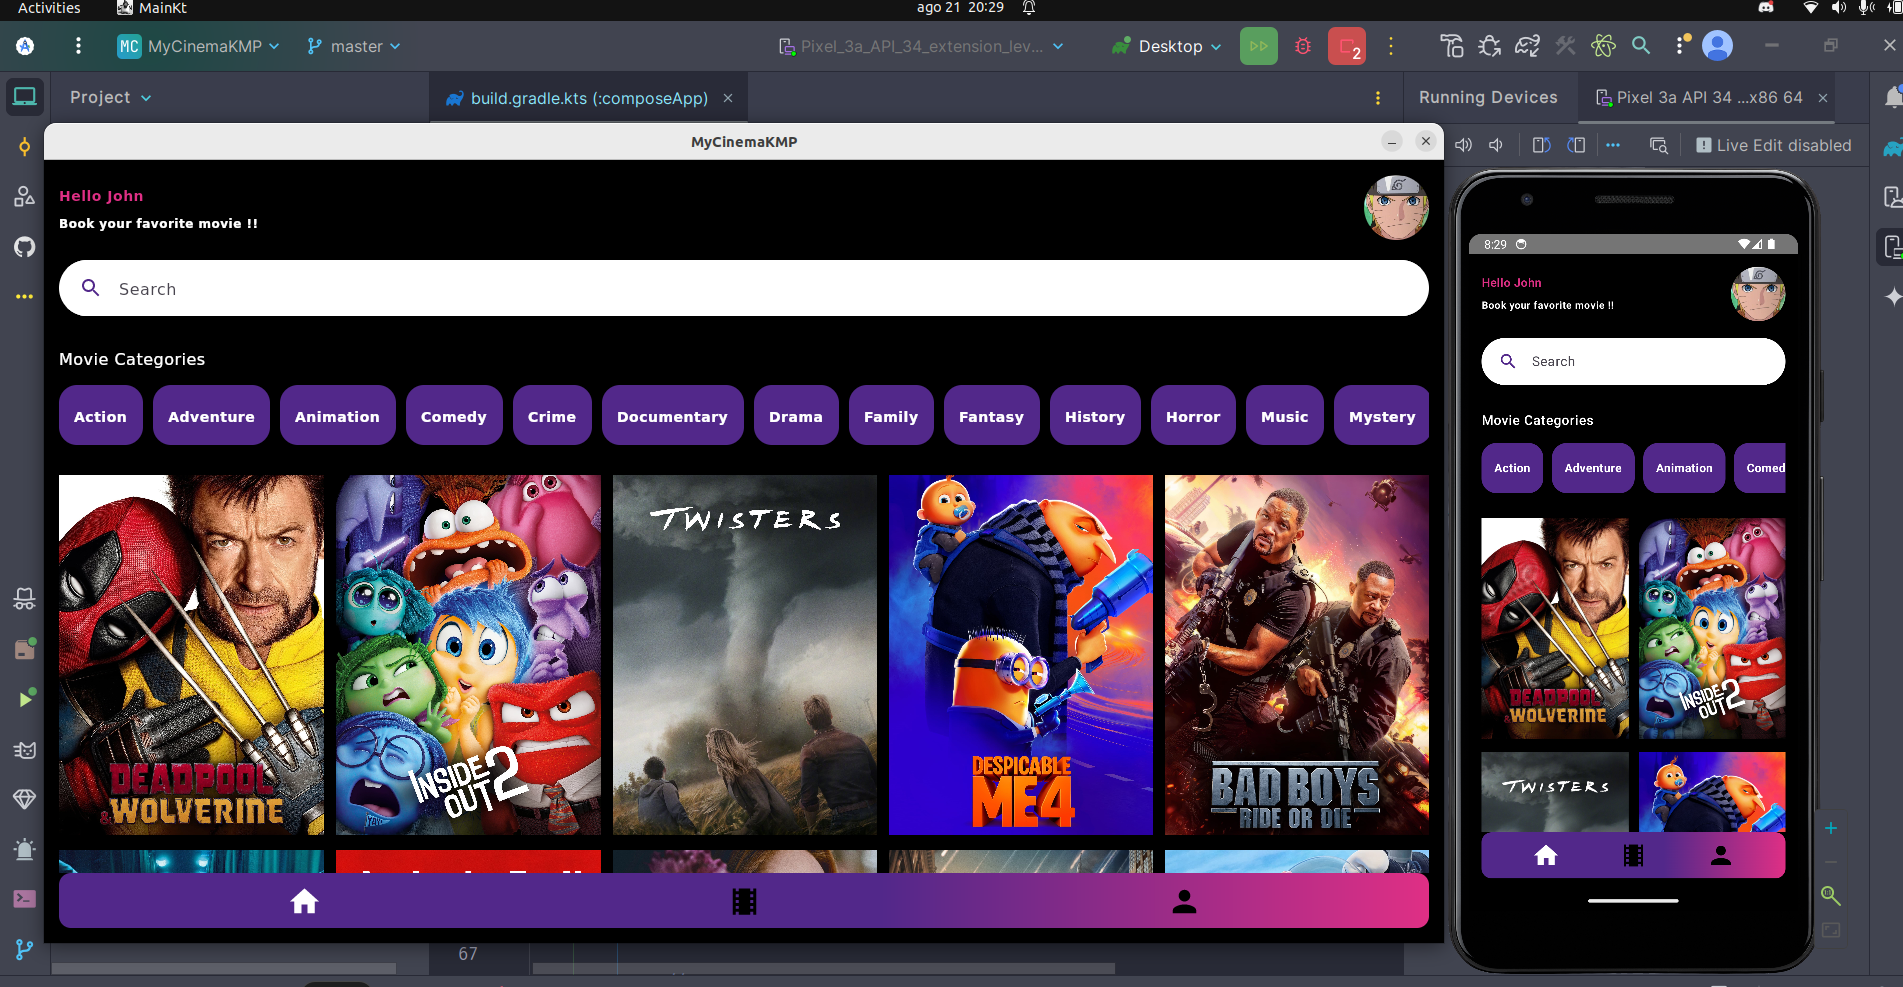 Activities
MainKt
ago 21 20:29
MC
MyCinemaKMP
master
Pixel_3a_API_34_extension_lev...
Desktop
2
Project
build.gradle.kts (:composeApp)
Running Devices
Pixel 3a API 34 ...x86 64
Live Edit disabled
MyCinemaKMP
Hello John
Book your favorite movie !!
Search
Movie Categories
Action
Adventure
Animation
Comedy
Crime
Documentary
Drama
Family
Fantasy
History
Horror
Music
Mystery
DEADPOOL
& WOLVERINE
INSIDE
OUT 2
TWISTERS
DESPICABLE
ME 4
BAD BOYS
RIDE OR DIE
67
8:29
Hello John
Book your favorite movie !!
Search
Movie Categories
Action
Adventure
Animation
Comed
DEADPOOL
& WOLVERINE
INSIDE
OUT 2
TWISTERS